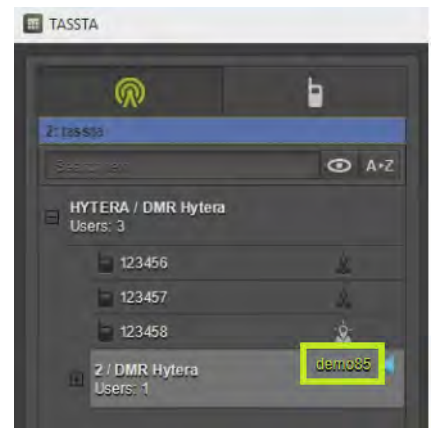 TASSTA
2: tassta
A+Z
HYTERA / DMR Hytera
Users: 3
123456
123457
123458
2 / DMR Hytera
demo85
Users: 1